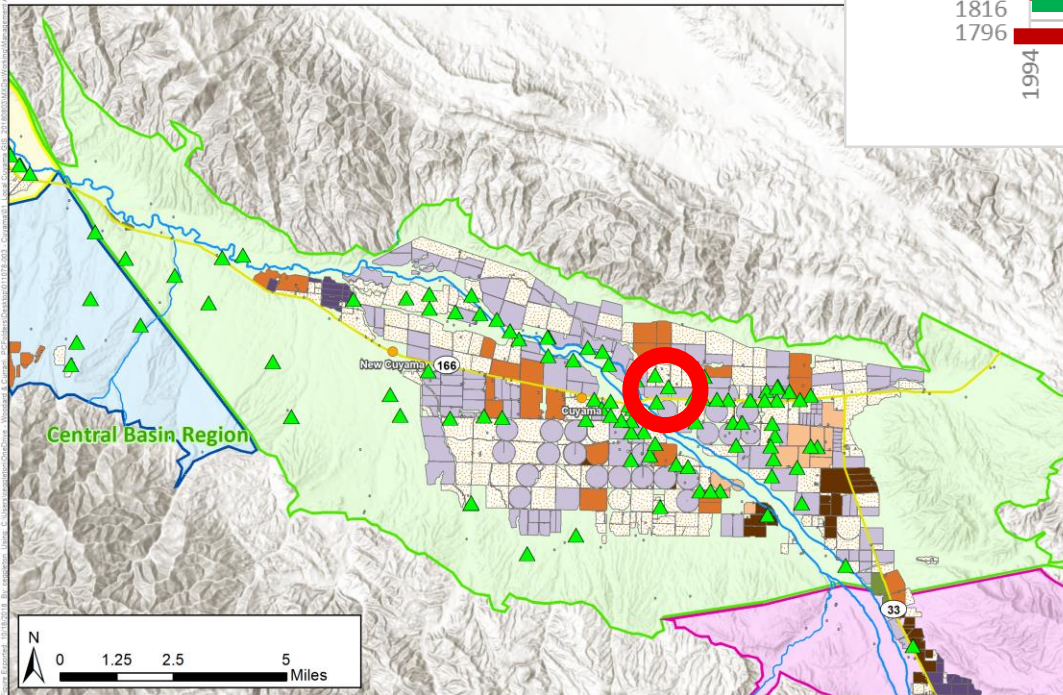 1816
1796
1994
New Cuyama
166
Cuyama
Central Basin Region
33
N
0 1.25 2.5 5
Miles